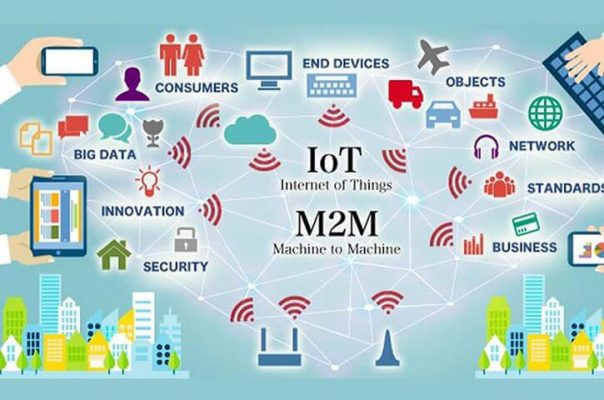 CONSUMERS
END DEVICES
OBJECTS
BIG DATA
IoT
Internet of Things
NETWORK
INNOVATION
STANDARDS
M2M
Machine to Machine
SECURITY
BUSINESS